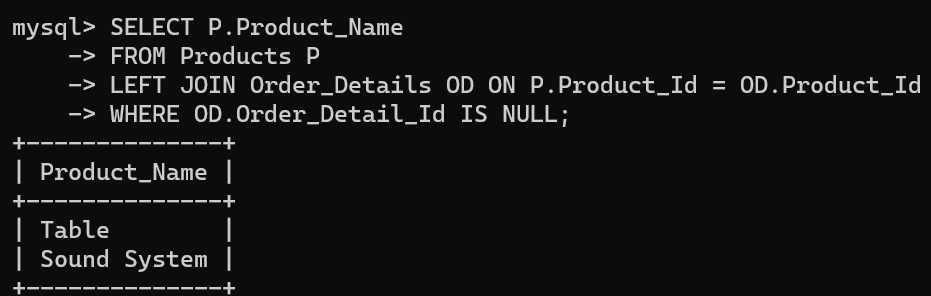 mysql> SELECT P.Product_Name
    -> FROM Products P
    -> LEFT JOIN Order_Details OD ON P.Product_Id = OD.Product_Id
    -> WHERE OD.Order_Detail_Id IS NULL;
+--------------+
| Product_Name |
+--------------+
| Table        |
| Sound System |
+--------------+